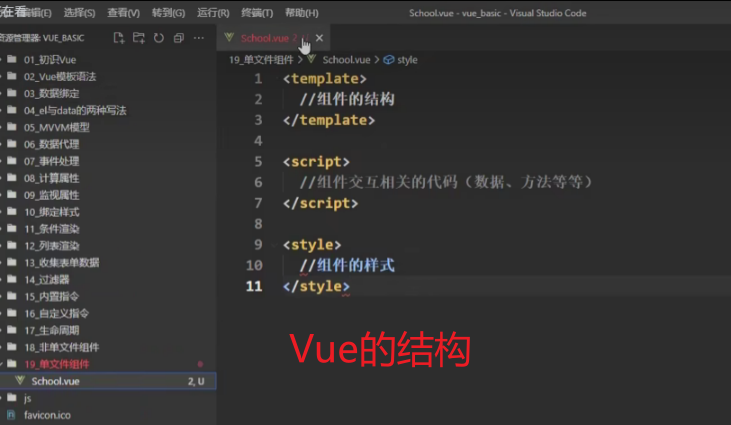 在看编辑(E) 选择(S) 查看(V) 转到(G) 运行(R) 终端(T) 帮助(H) School.vue - vue_basic - Visual Studio Code
资源管理器: VUE_BASIC
School.vue 2
19_单文件组件 > School.vue > style
01_初识Vue
02_Vue模板语法
03_数据绑定
04_el与data的两种写法
05_MVVM模型
06_数据代理
07_事件处理
08_计算属性
09_监视属性
10_绑定样式
11_条件渲染
12_列表渲染
13_收集表单数据
14_过滤器
15_内置指令
16_自定义指令
17_生命周期
18_非单文件组件
19_单文件组件
School.vue 2, U
js
favicon.ico
1 <template>
2 //组件的结构
3 </template>
4
5 <script>
6 //组件交互相关的代码（数据、方法等等）
7 </script>
8
9 <style>
10 //组件的样式
11 </style>
Vue的结构